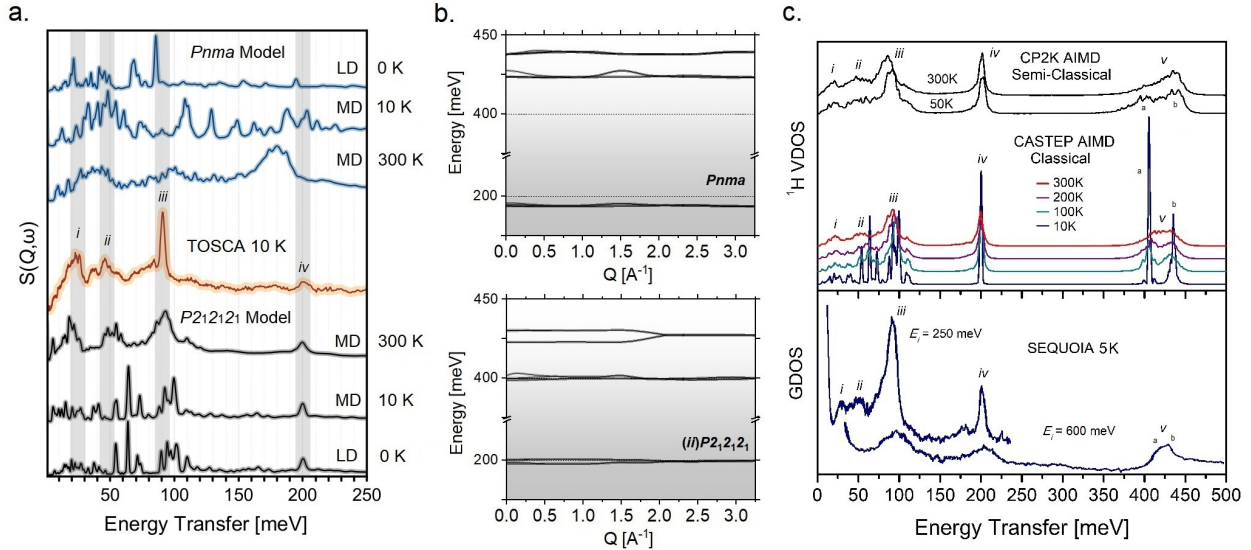 a.
Pnma Model
LD 0 K
MD 10 K
MD 300 K
iii
TOSCA 10 K
i
ii
iv
P2₁2₁2₁ Model
MD 300 K
MD 10 K
LD 0 K
S(Q,ω)
50 100 150 200 250
Energy Transfer [meV]
b.
450
400
200
Energy [meV]
Pnma
0.0 0.5 1.0 1.5 2.0 2.5 3.0
Q [A⁻¹]
450
400
200
Energy [meV]
(ii)P2₁2₁2₁
0.0 0.5 1.0 1.5 2.0 2.5 3.0
Q [A⁻¹]
c.
CP2K AIMD
Semi-Classical
i
ii
iii
iv
v
300K
50K
a
b
CASTEP AIMD
Classical
300K
200K
100K
10K
i
ii
iii
iv
a
v
b
¹H VDOS
SEQUOIA 5K
Eᵢ = 250 meV
i
ii
iii
iv
Eᵢ = 600 meV
v
a
b
GDOS
0 50 100 150 200 250 300 350 400 450 500
Energy Transfer [meV]